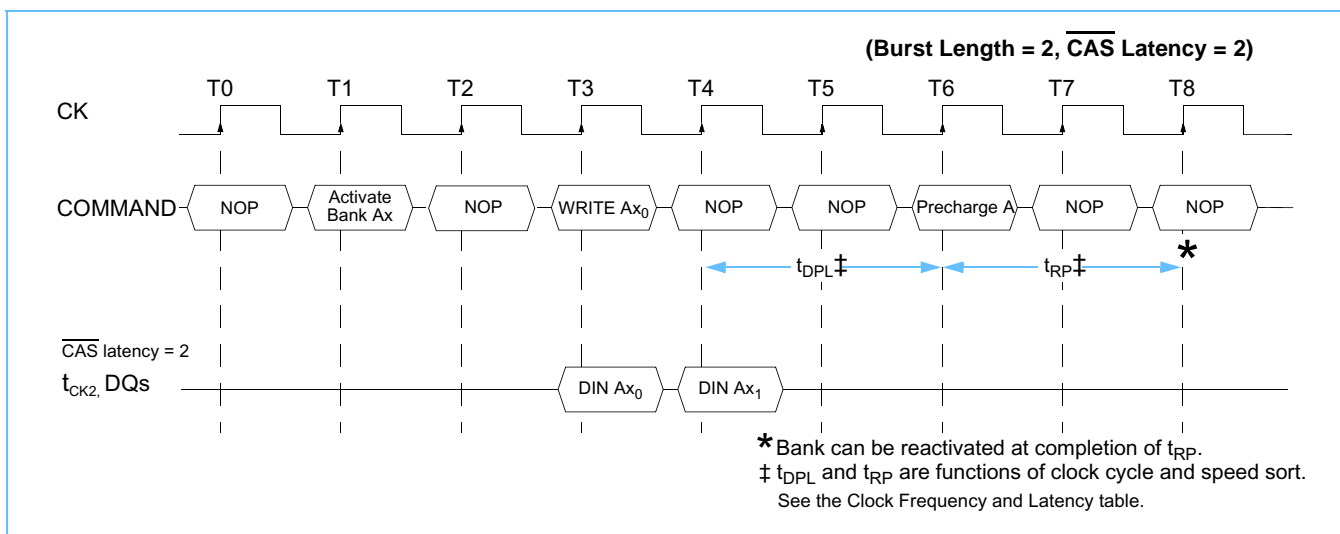 (Burst Length = 2, CAS Latency = 2)
T0 T1 T2 T3 T4 T5 T6 T7 T8
CK
COMMAND NOP Activate Bank Ax NOP WRITE Ax0 NOP NOP Precharge A NOP NOP
tDPL‡ tRP‡ *
CAS latency = 2
tCK2, DQs DIN Ax0 DIN Ax1
* Bank can be reactivated at completion of tRP.
‡ tDPL and tRP are functions of clock cycle and speed sort.
See the Clock Frequency and Latency table.